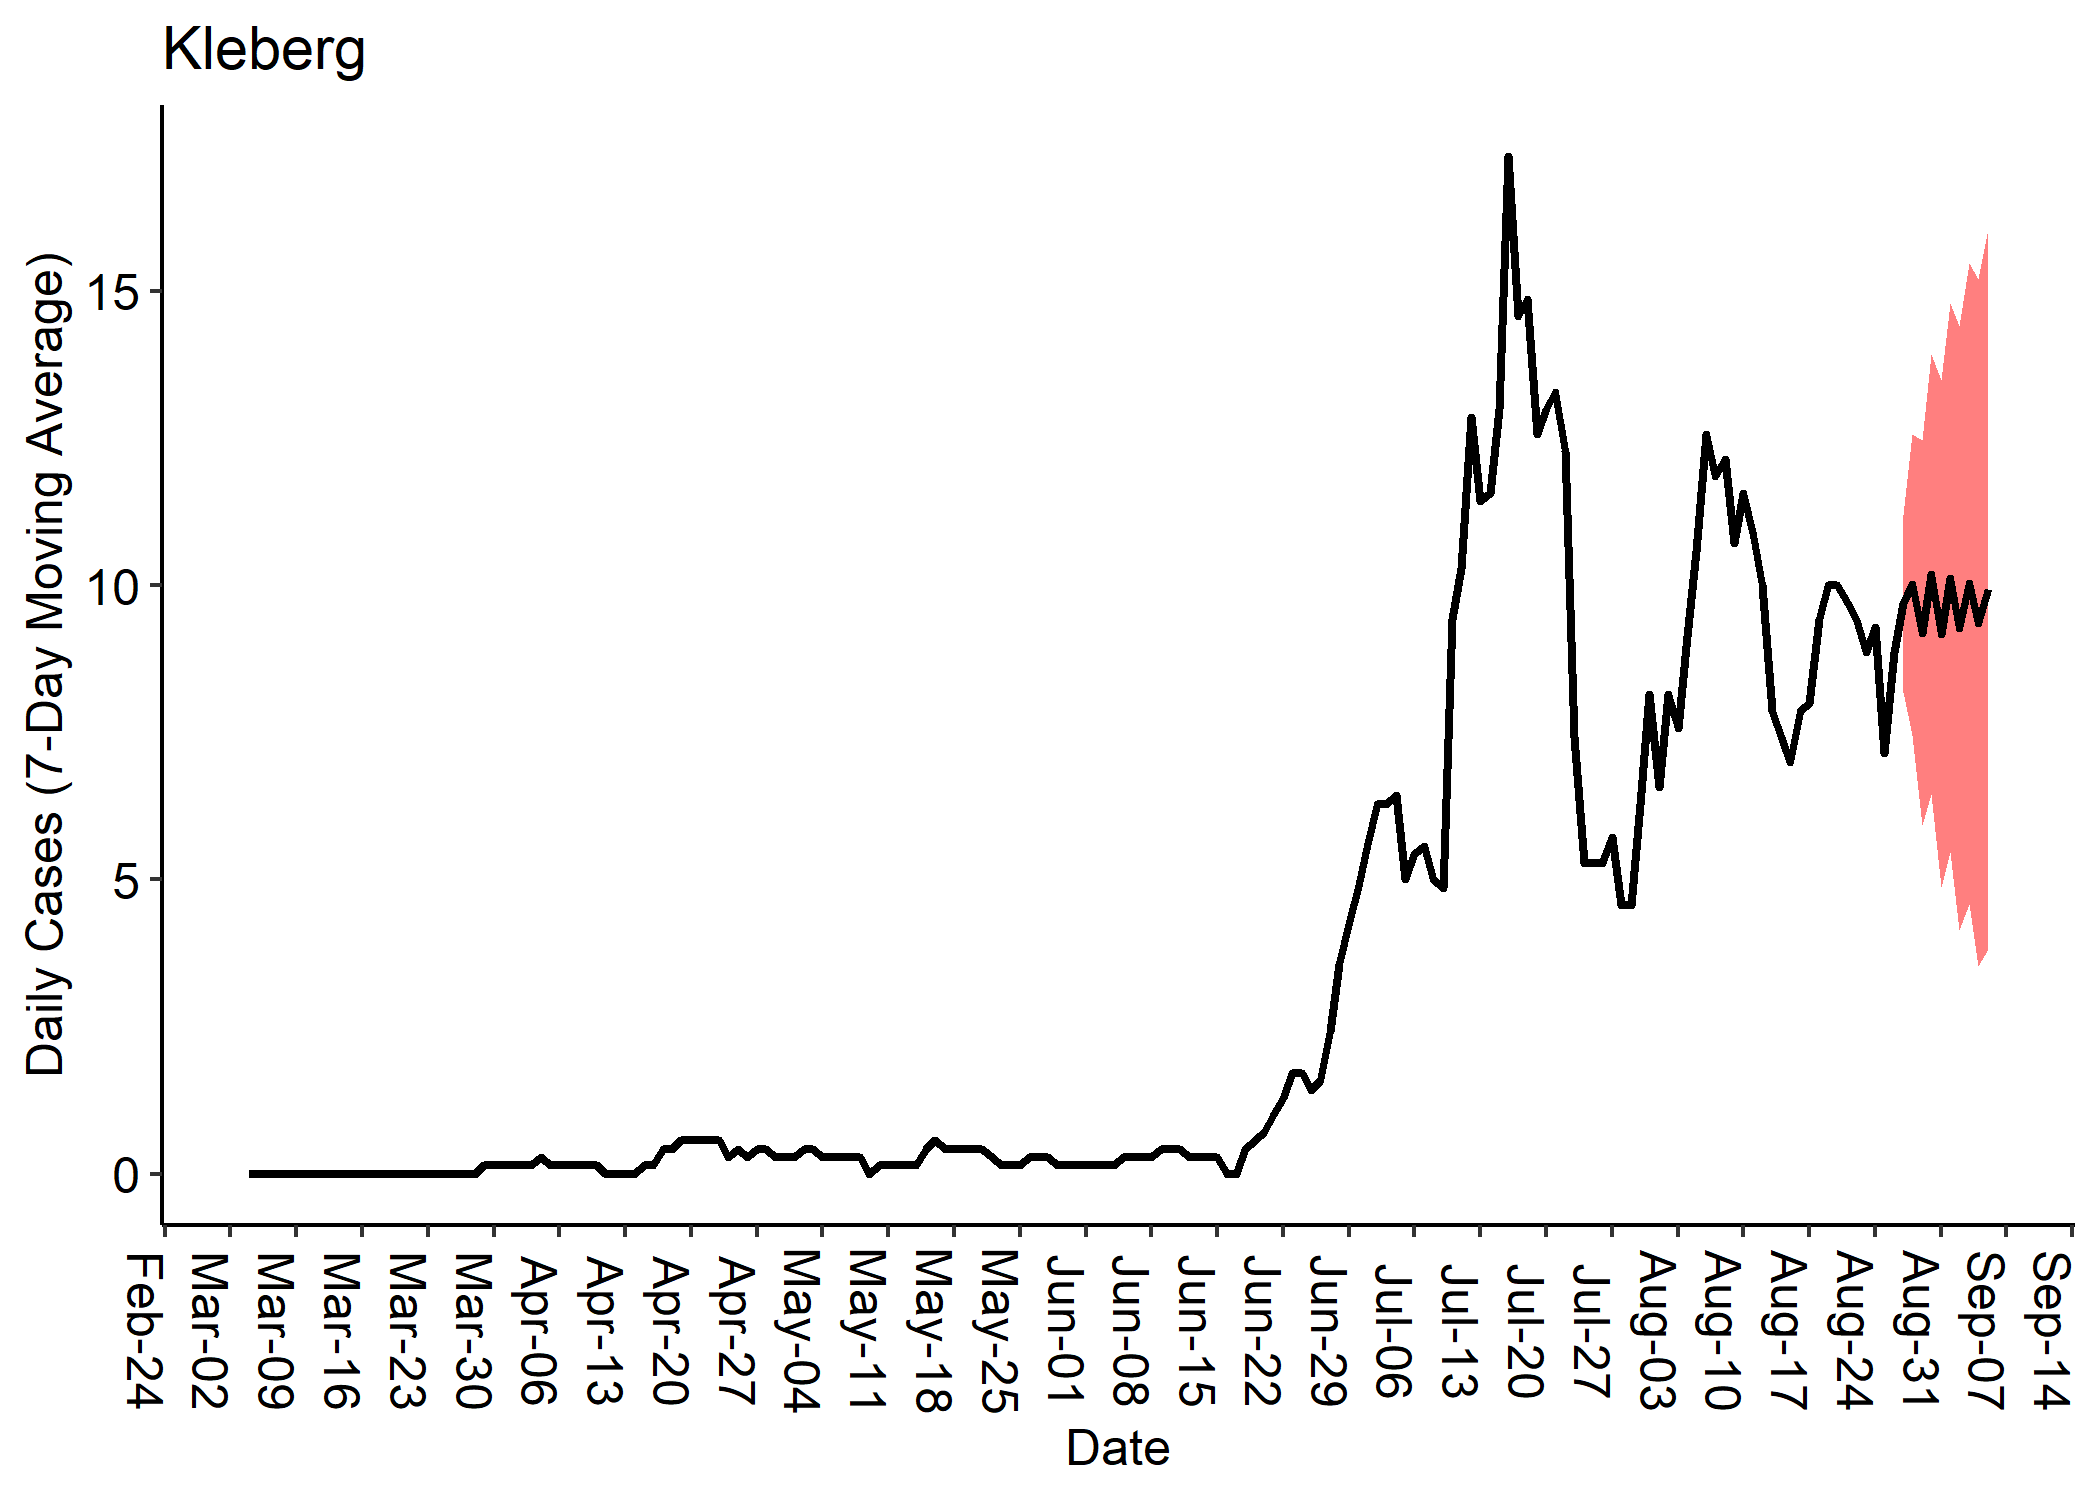 Kleberg
Daily Cases (7-Day Moving Average)
15
10
5
0
Feb-24
Mar-02
Mar-09
Mar-16
Mar-23
Mar-30
Apr-06
Apr-13
Apr-20
Apr-27
May-04
May-11
May-18
May-25
Jun-01
Jun-08
Jun-15
Jun-22
Jun-29
Jul-06
Jul-13
Jul-20
Jul-27
Aug-03
Aug-10
Aug-17
Aug-24
Aug-31
Sep-07
Sep-14
Date